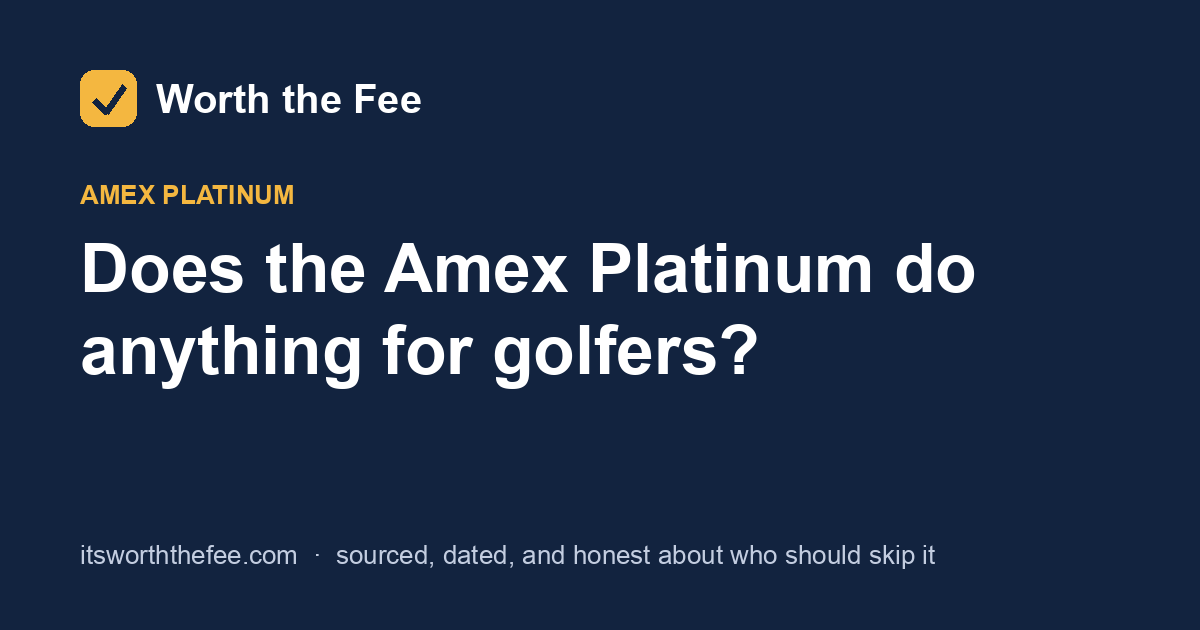 Worth the Fee
AMEX PLATINUM
Does the Amex Platinum do
anything for golfers?
itsworththefee.com · sourced, dated, and honest about who should skip it